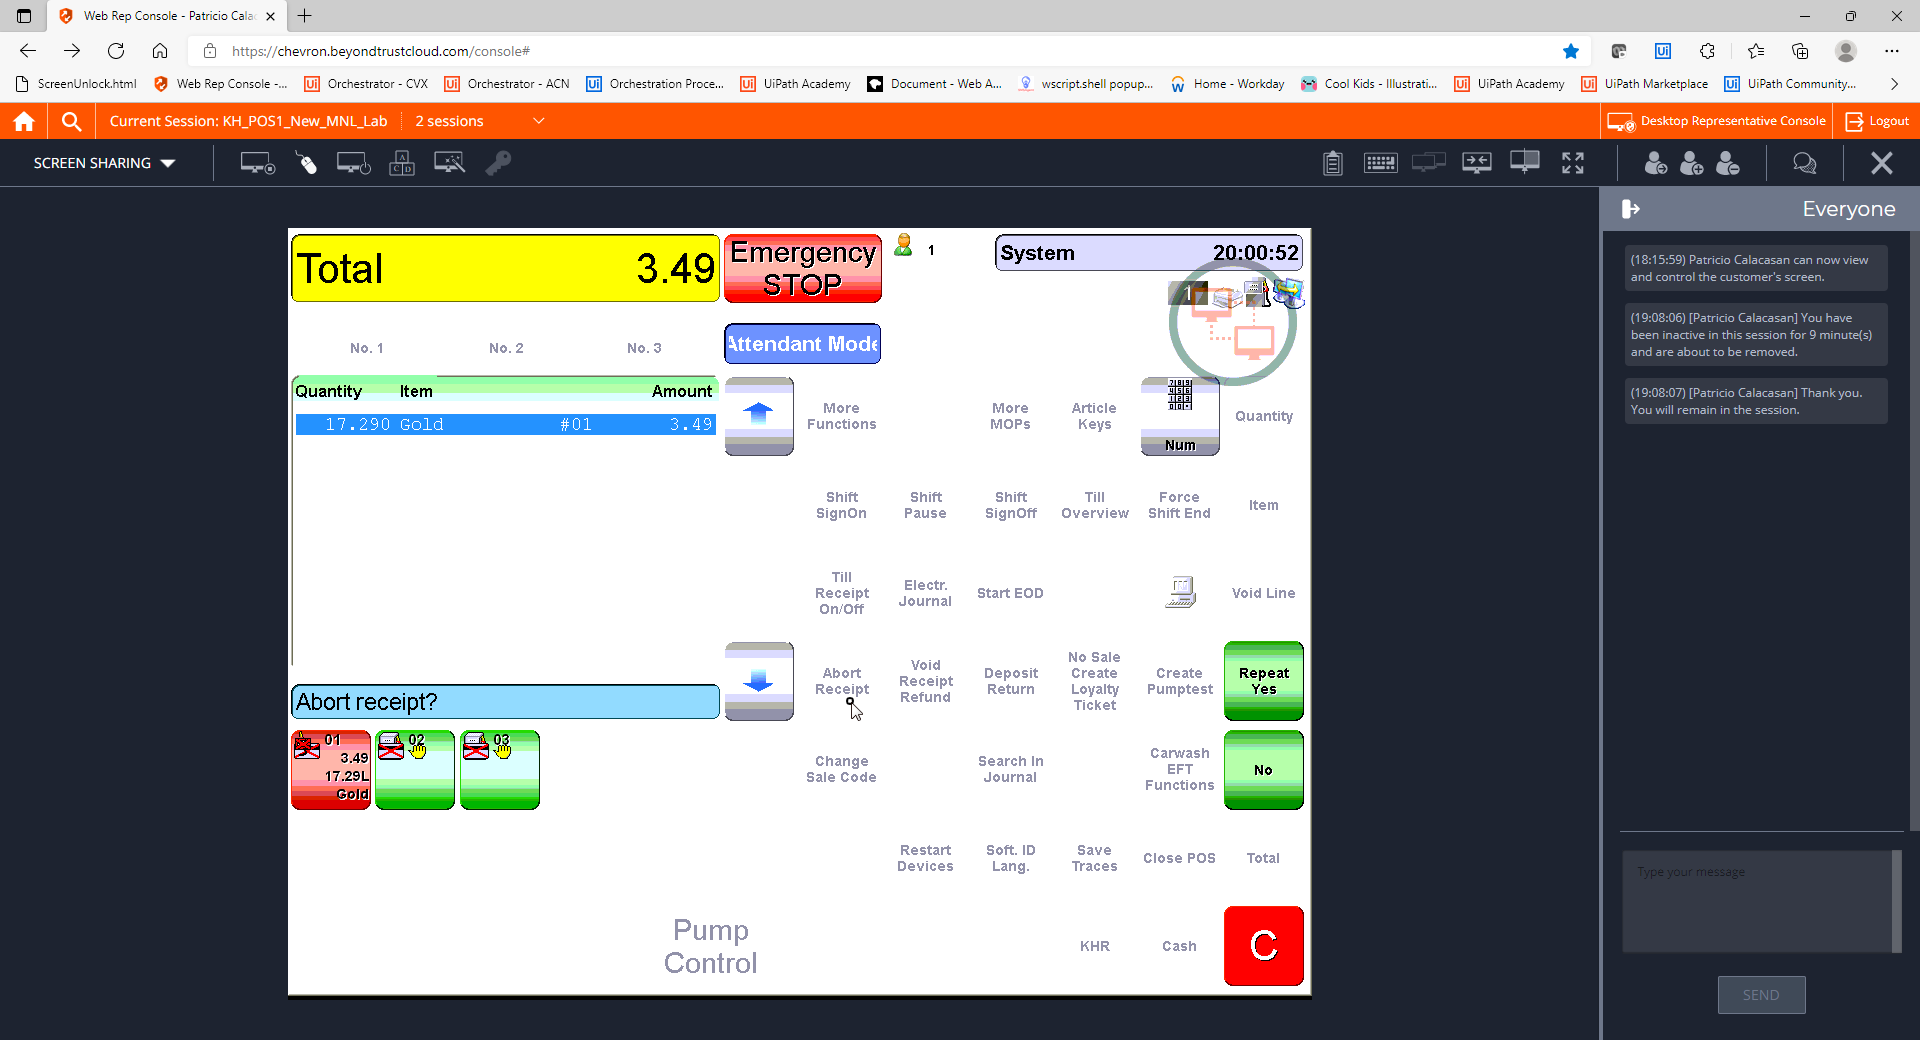 Web Rep Console - Patricio Cala
https://chevron.beyondtrustcloud.com/console#
ScreenUnlock.html
Web Rep Console -...
Orchestrator - CVX
Orchestrator - ACN
Orchestration Proce...
UiPath Academy
Document - Web A...
wscript.shell popup...
Home - Workday
Cool Kids - Illustrati...
UiPath Academy
UiPath Marketplace
UiPath Community...
Current Session: KH_POS1_New_MNL_Lab
2 sessions
Desktop Representative Console
Logout
SCREEN SHARING
Everyone
(18:15:59) Patricio Calacasan can now view
and control the customer's screen.
(19:08:06) [Patricio Calacasan] You have
been inactive in this session for 9 minute(s)
and are about to be removed.
(19:08:07) [Patricio Calacasan] Thank you.
You will remain in the session.
Type your message
SEND
Total 3.49
Emergency
STOP
1
System 20:00:52
1
No. 1
No. 2
No. 3
Attendant Mode
Quantity Item Amount
17.290 Gold #01 3.49
More
Functions
More
MOPs
Article
Keys
Num
Quantity
Shift
SignOn
Shift
Pause
Shift
SignOff
Till
Overview
Force
Shift End
Item
Till
Receipt
On/Off
Electr.
Journal
Start EOD
Void Line
Abort
Receipt
Void
Receipt
Refund
Deposit
Return
No Sale
Create
Loyalty
Ticket
Create
Pumptest
Repeat
Yes
Abort receipt?
01
3.49
17.29L
Gold
02
03
Change
Sale Code
Search In
Journal
Carwash
EFT
Functions
No
Restart
Devices
Soft. ID
Lang.
Save
Traces
Close POS
Total
Pump
Control
KHR
Cash
C